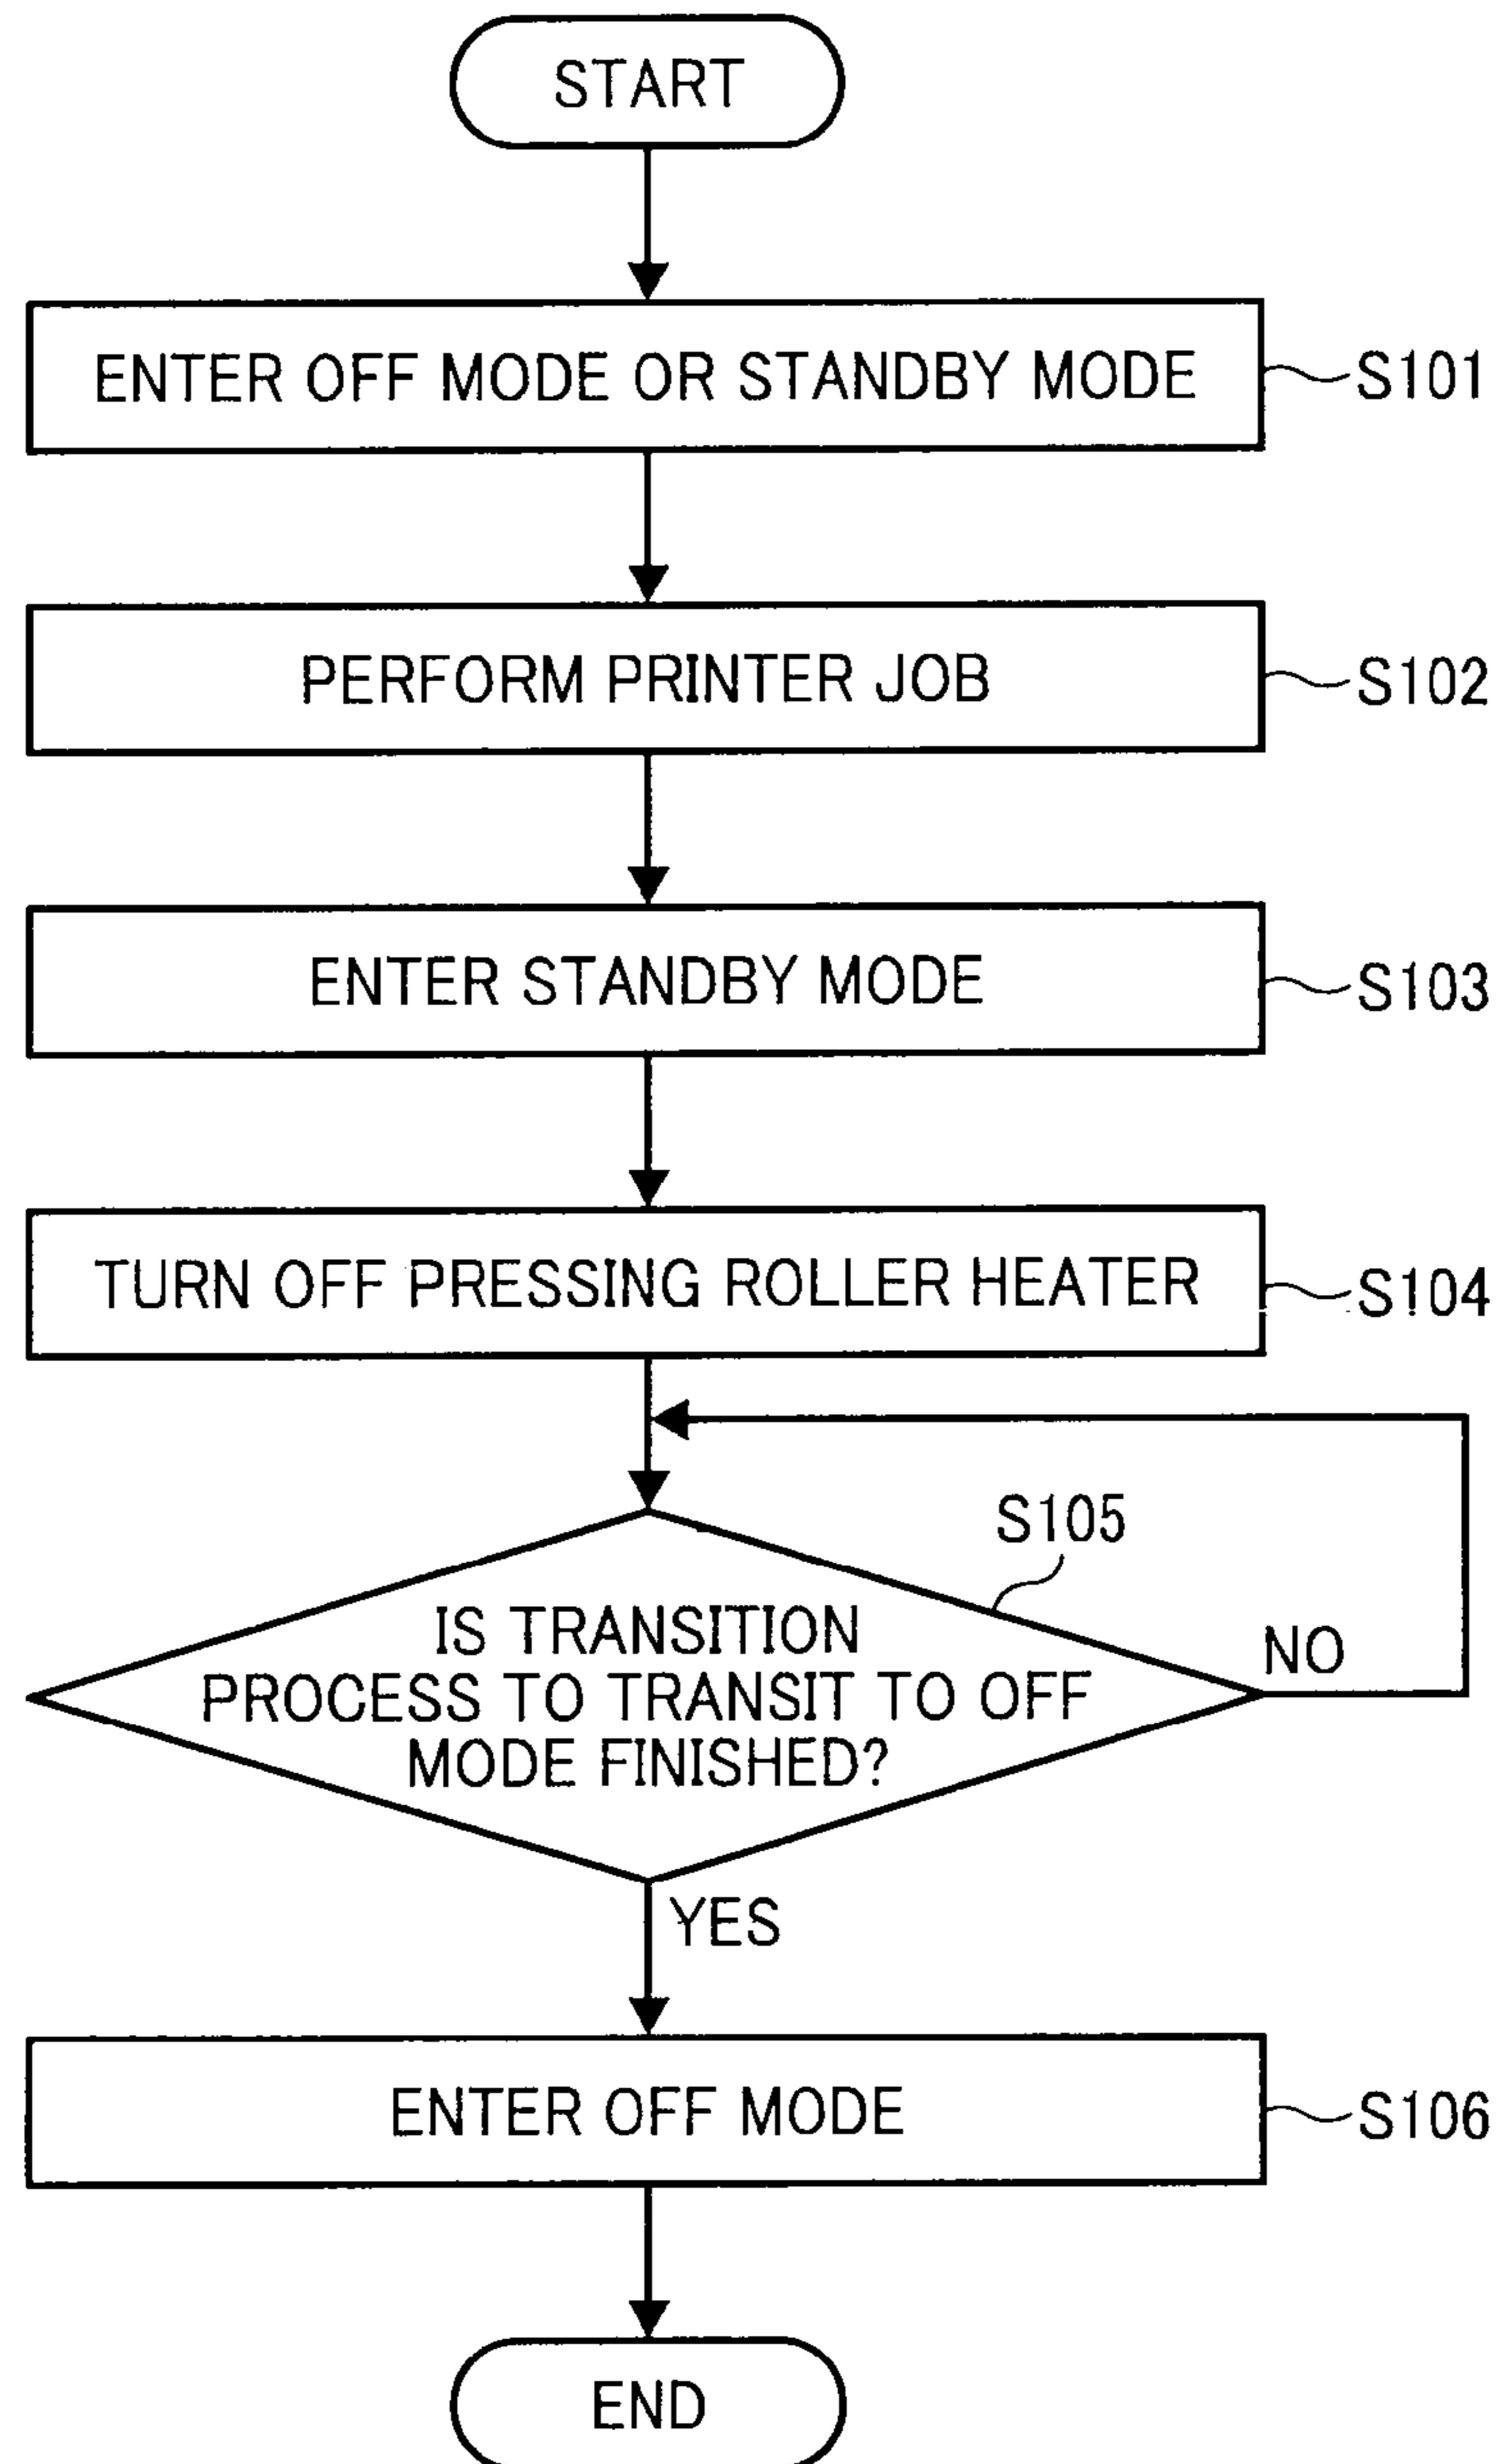 START
ENTER OFF MODE OR STANDBY MODE
S101
PERFORM PRINTER JOB
S102
ENTER STANDBY MODE
S103
TURN OFF PRESSING ROLLER HEATER
S104
S105
IS TRANSITION
PROCESS TO TRANSIT TO OFF
MODE FINISHED?
NO
YES
ENTER OFF MODE
S106
END